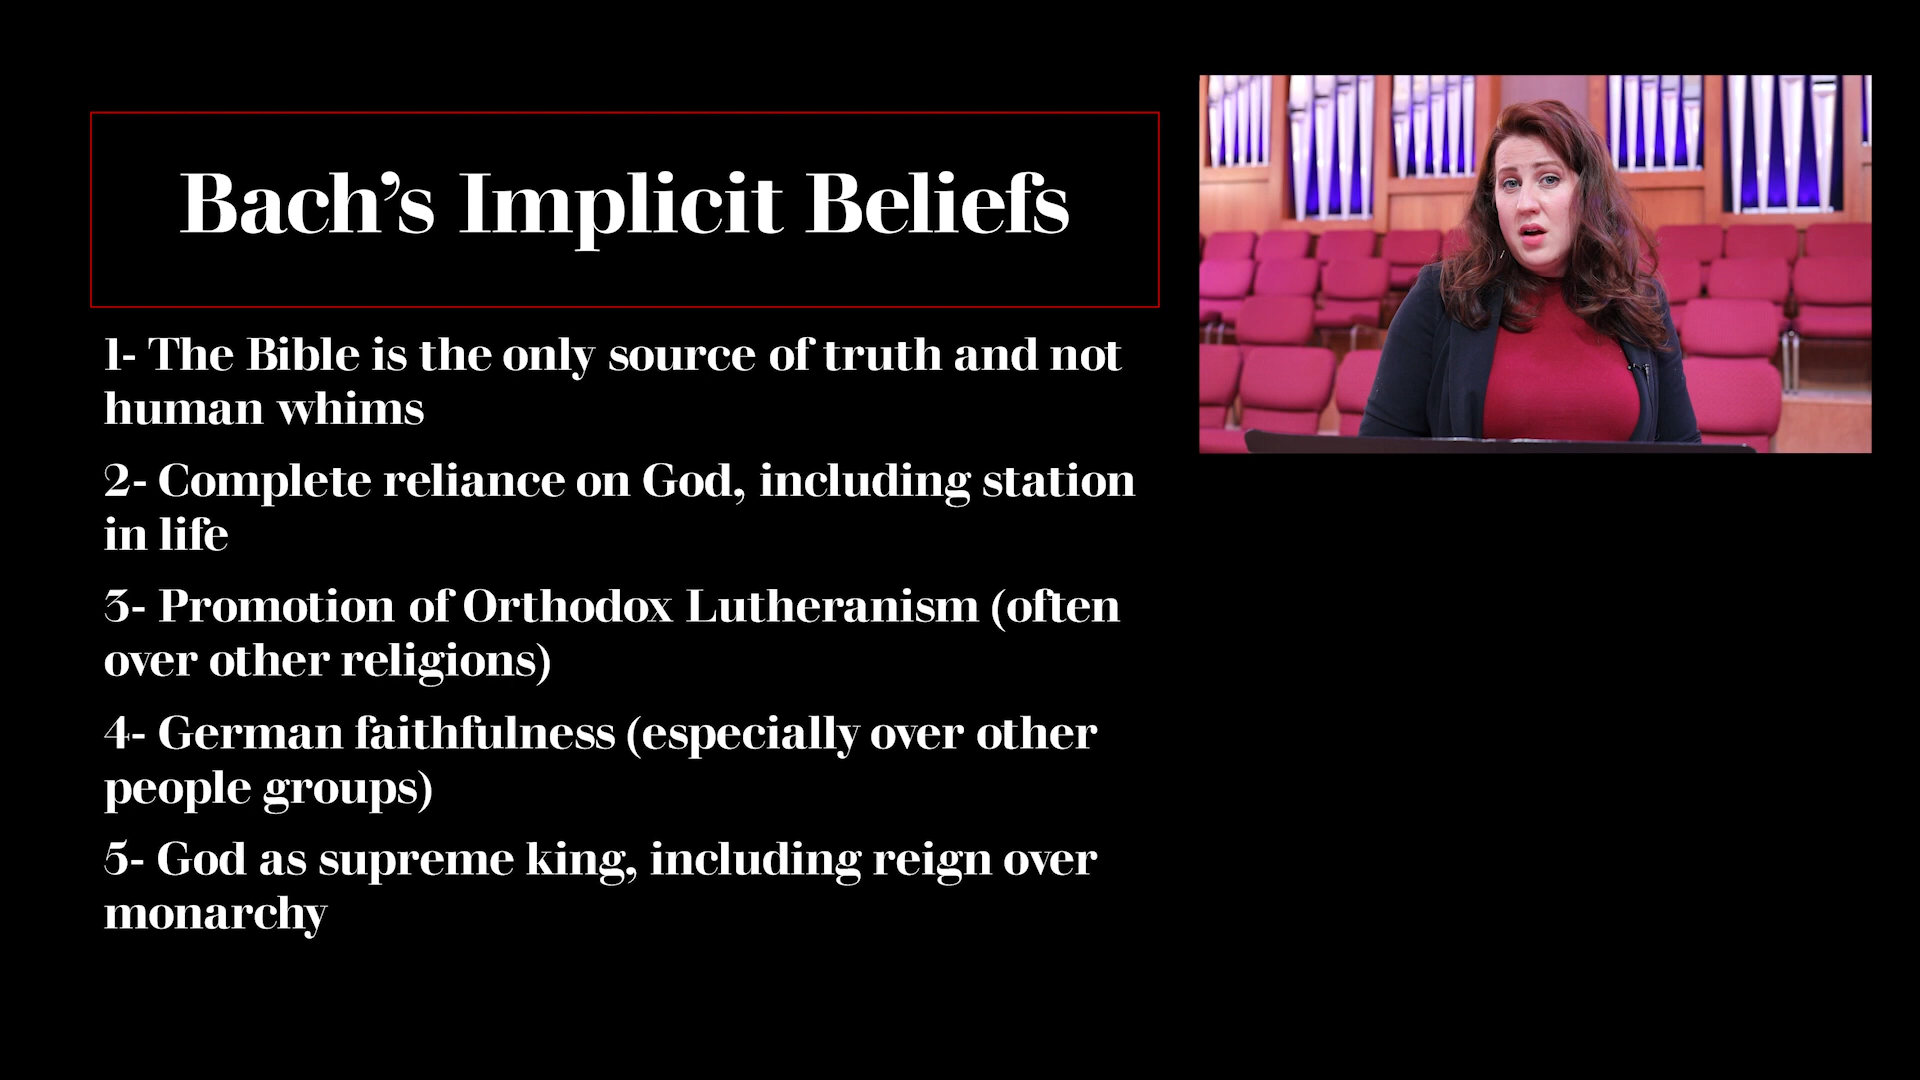 Bach’s Implicit Beliefs
1- The Bible is the only source of truth and not
human whims
2- Complete reliance on God, including station
in life
3- Promotion of Orthodox Lutheranism (often
over other religions)
4- German faithfulness (especially over other
people groups)
5- God as supreme king, including reign over
monarchy